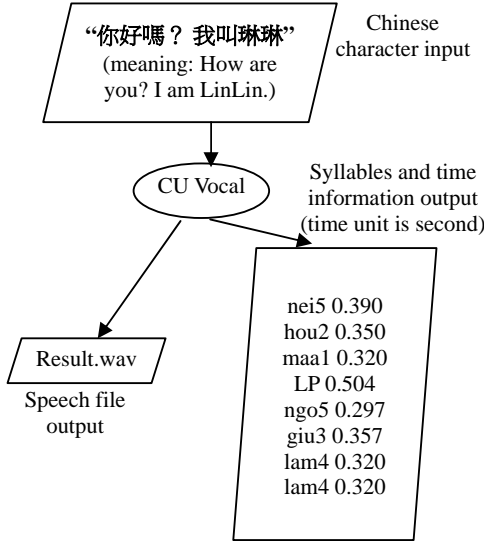 “你好嗎？ 我叫琳琳”
(meaning: How are
you? I am LinLin.)
Chinese
character input
CU Vocal
Syllables and time
information output
(time unit is second)
nei5 0.390
hou2 0.350
maa1 0.320
LP 0.504
ngo5 0.297
giu3 0.357
lam4 0.320
lam4 0.320
Result.wav
Speech file
output